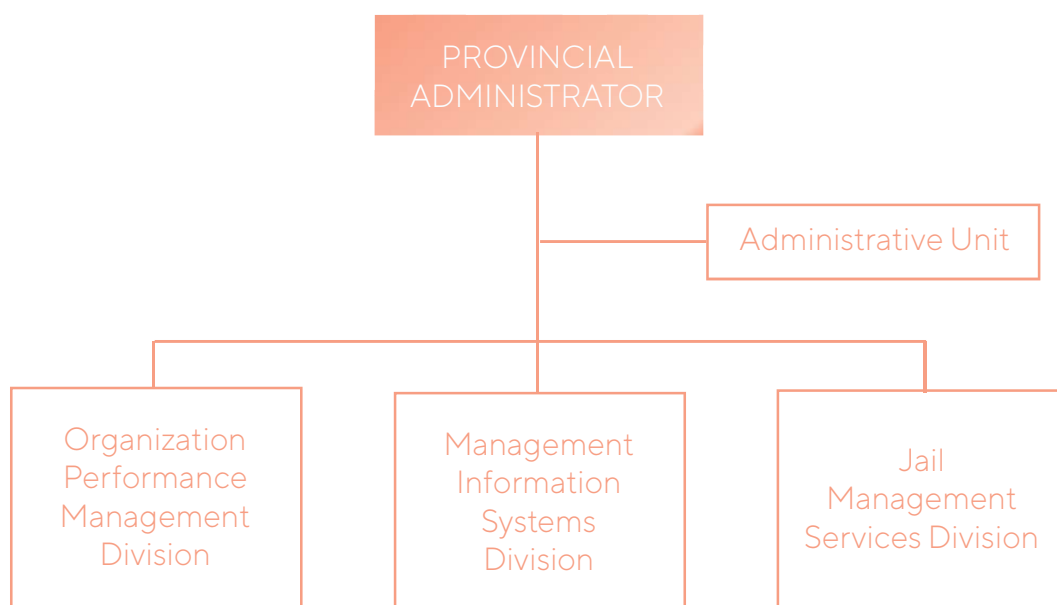 PROVINCIAL
ADMINISTRATOR
Administrative Unit
Organization
Performance
Management
Division
Management
Information
Systems
Division
Jail
Management
Services Division